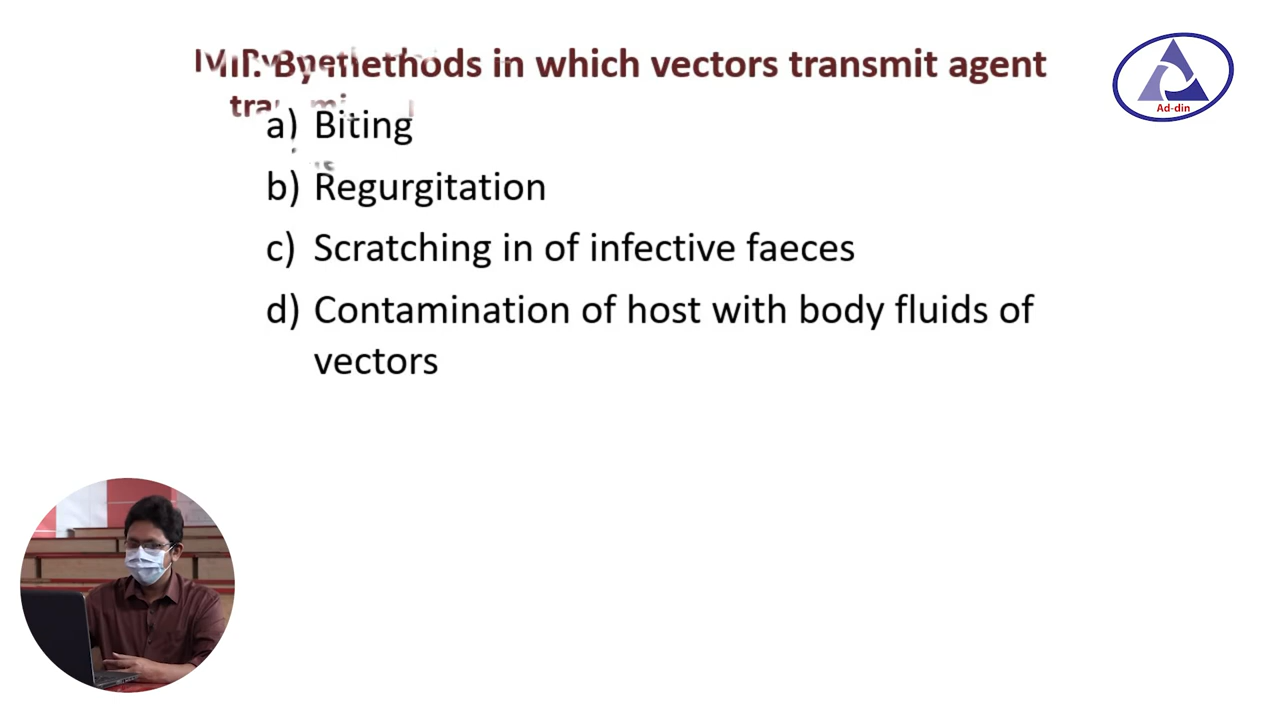 By methods in which vectors transmit agent
a) Biting
b) Regurgitation
c) Scratching in of infective faeces
d) Contamination of host with body fluids of
vectors
Ad-din